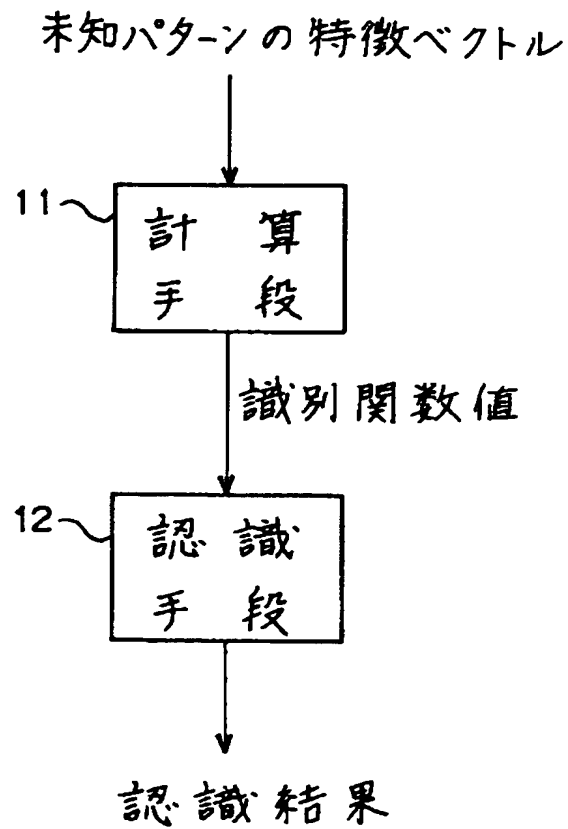 未知パターンの特徴ベクトル
11
計算
手段
識別関数値
12
認識
手段
認識結果